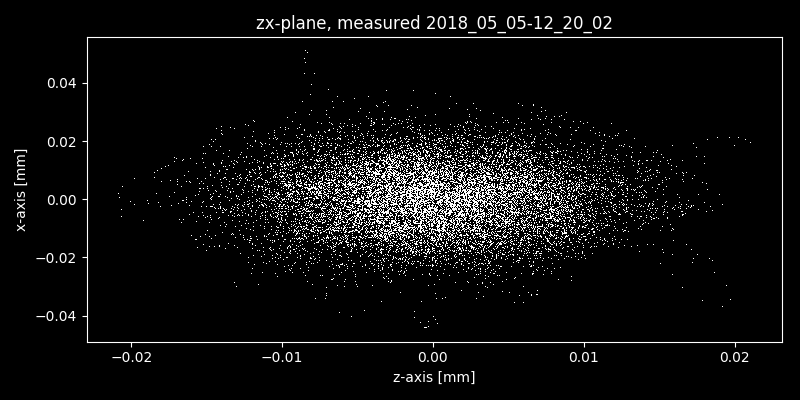 zx-plane, measured 2018_05_05-12_20_02
0.04
0.02
0.00
−0.02
−0.04
x-axis [mm]
−0.02 −0.01 0.00 0.01 0.02
z-axis [mm]